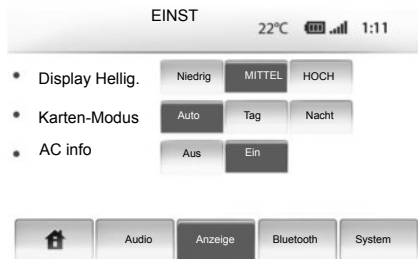 EINST
22°C 1:11
Display Hellig. Niedrig MITTEL HOCH
Karten-Modus Auto Tag Nacht
AC info Aus Ein
Audio Anzeige Bluetooth System